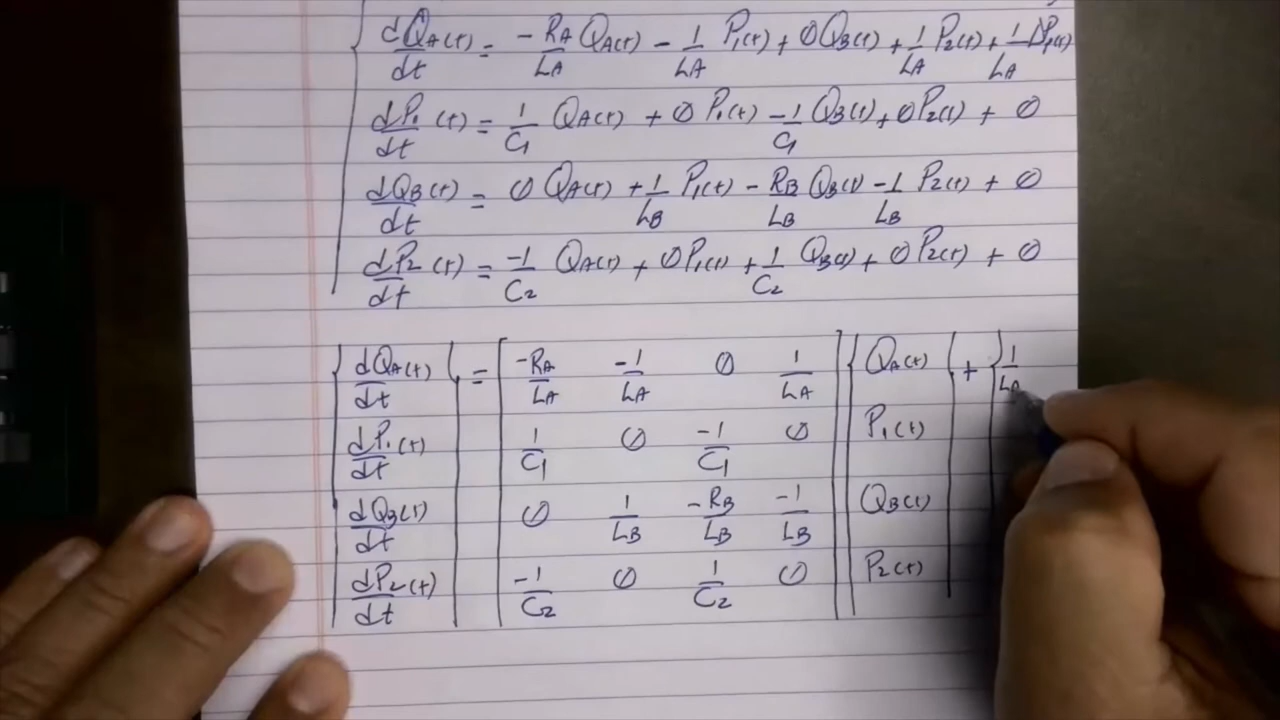 dQA(t)/dt = -RA/LA QA(t) - 1/LA P1(t) + 0 QB(t) + 1/LA P2(t) + 1/LA ΔP1(t)
dP1(t)/dt = 1/C1 QA(t) + 0 P1(t) - 1/C1 QB(t) + 0 P2(t) + 0
dQB(t)/dt = 0 QA(t) + 1/LB P1(t) - RB/LB QB(t) - 1/LB P2(t) + 0
dP2(t)/dt = -1/C2 QA(t) + 0 P1(t) + 1/C2 QB(t) + 0 P2(t) + 0
{ dQA(t)/dt } = [ -RA/LA -1/LA 0 1/LA ] { QA(t) } + { 1/LA
dP1(t)/dt 1/C1 0 -1/C1 0 P1(t)
dQB(t)/dt 0 1/LB -RB/LB -1/LB QB(t)
dP2(t)/dt -1/C2 0 1/C2 0 P2(t)